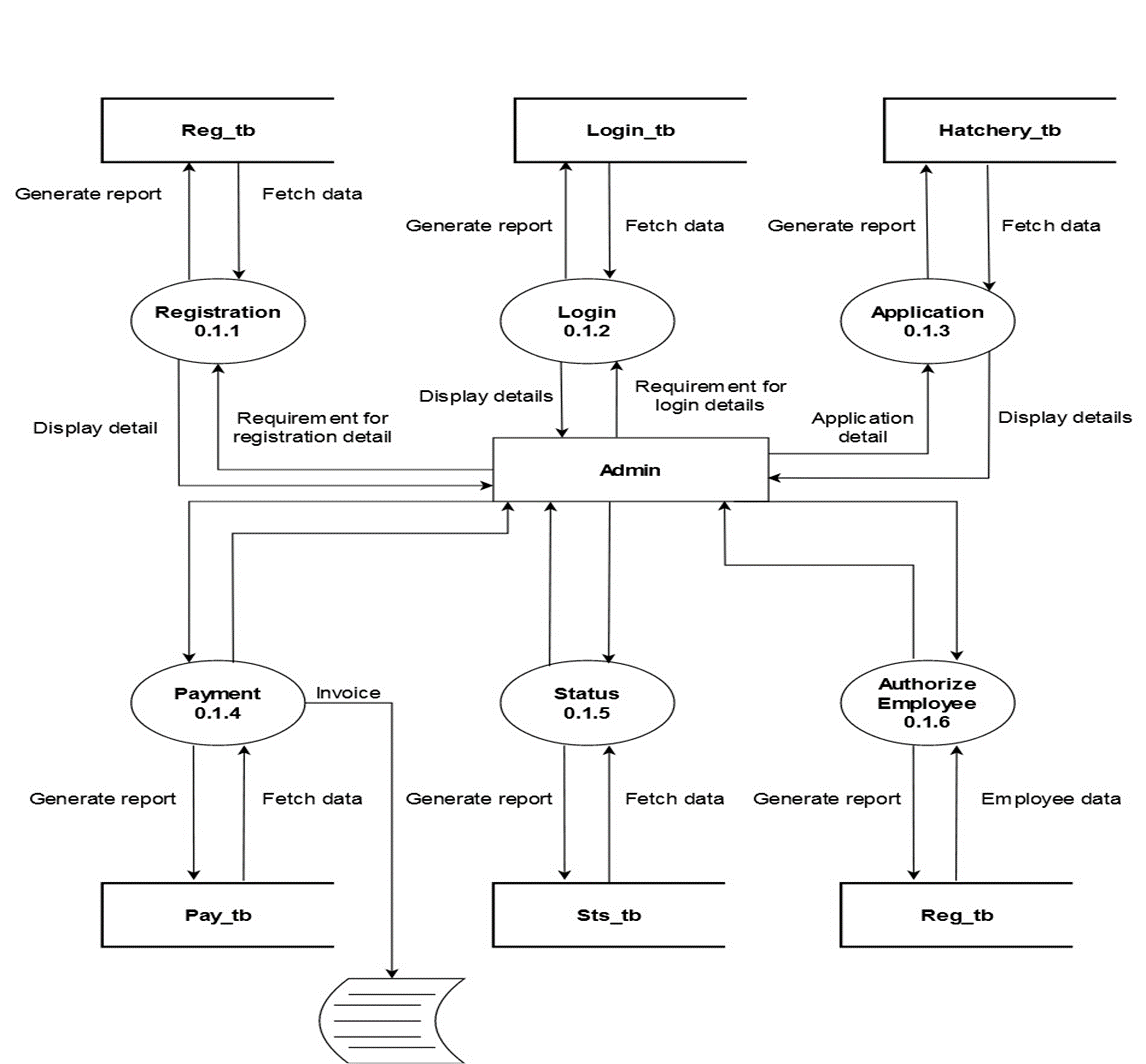 Reg_tb
Login_tb
Hatchery_tb
Generate report
Fetch data
Generate report
Fetch data
Generate report
Fetch data
Registration
0.1.1
Login
0.1.2
Application
0.1.3
Display detail
Requirement for
registration detail
Display details
Requirement for
login details
Application
detail
Display details
Admin
Payment
0.1.4
Invoice
Status
0.1.5
Authorize
Employee
0.1.6
Generate report
Fetch data
Generate report
Fetch data
Generate report
Employee data
Pay_tb
Sts_tb
Reg_tb